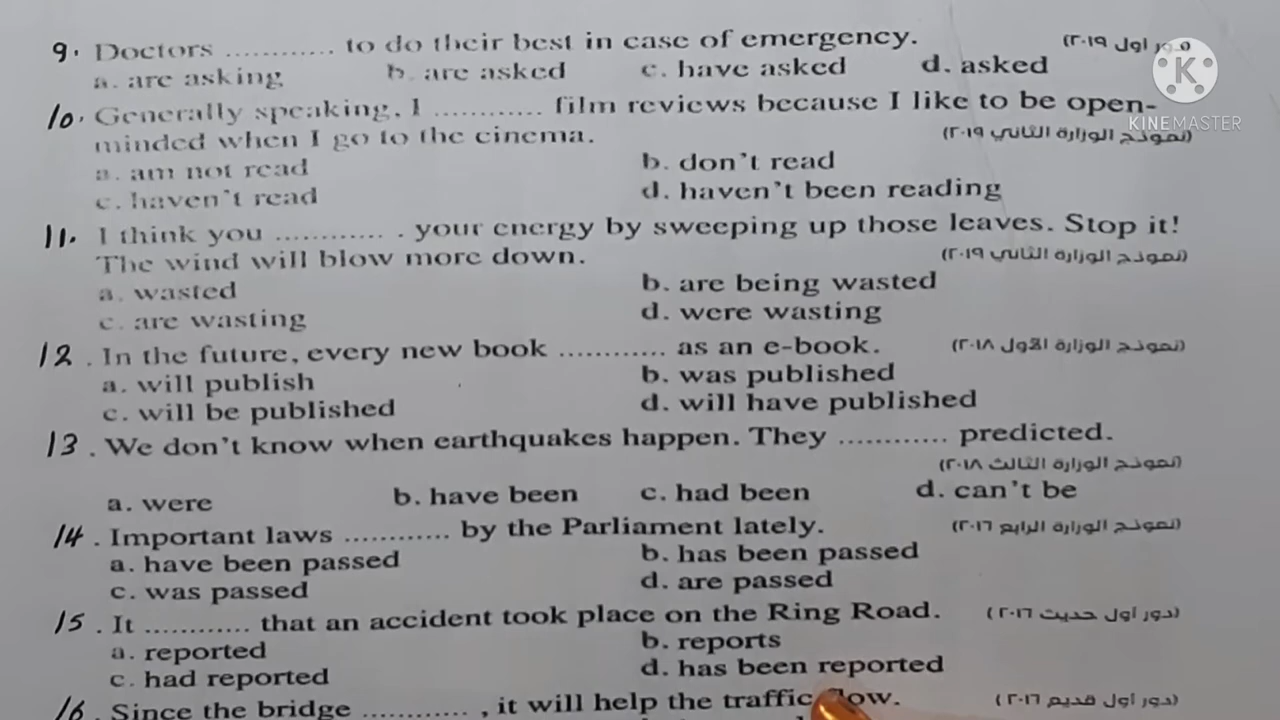 9. Doctors ............ to do their best in case of emergency. (دور أول ٢٠١٩)
a. are asking b. are asked c. have asked d. asked
KINEMASTER
10. Generally speaking, I ............ film reviews because I like to be open-
minded when I go to the cinema. (نموذج الوزارة الثاني ٢٠١٩)
a. am not read b. don't read
c. haven't read d. haven't been reading
11. I think you ............ . your energy by sweeping up those leaves. Stop it!
The wind will blow more down. (نموذج الوزارة الثاني ٢٠١٩)
a. wasted b. are being wasted
c. are wasting d. were wasting
12. In the future, every new book ............ as an e-book. (نموذج الوزارة الأول ٢٠١٨)
a. will publish b. was published
c. will be published d. will have published
13. We don't know when earthquakes happen. They ............ predicted.
(نموذج الوزارة الثالث ٢٠١٨)
a. were b. have been c. had been d. can't be
14. Important laws ............ by the Parliament lately. (نموذج الوزارة الرابع ٢٠١٦)
a. have been passed b. has been passed
c. was passed d. are passed
15. It ............ that an accident took place on the Ring Road. (دور أول حديث ٢٠١٦)
a. reported b. reports
c. had reported d. has been reported
16. Since the bridge ............ , it will help the traffic flow. (دور أول قديم ٢٠١٦)